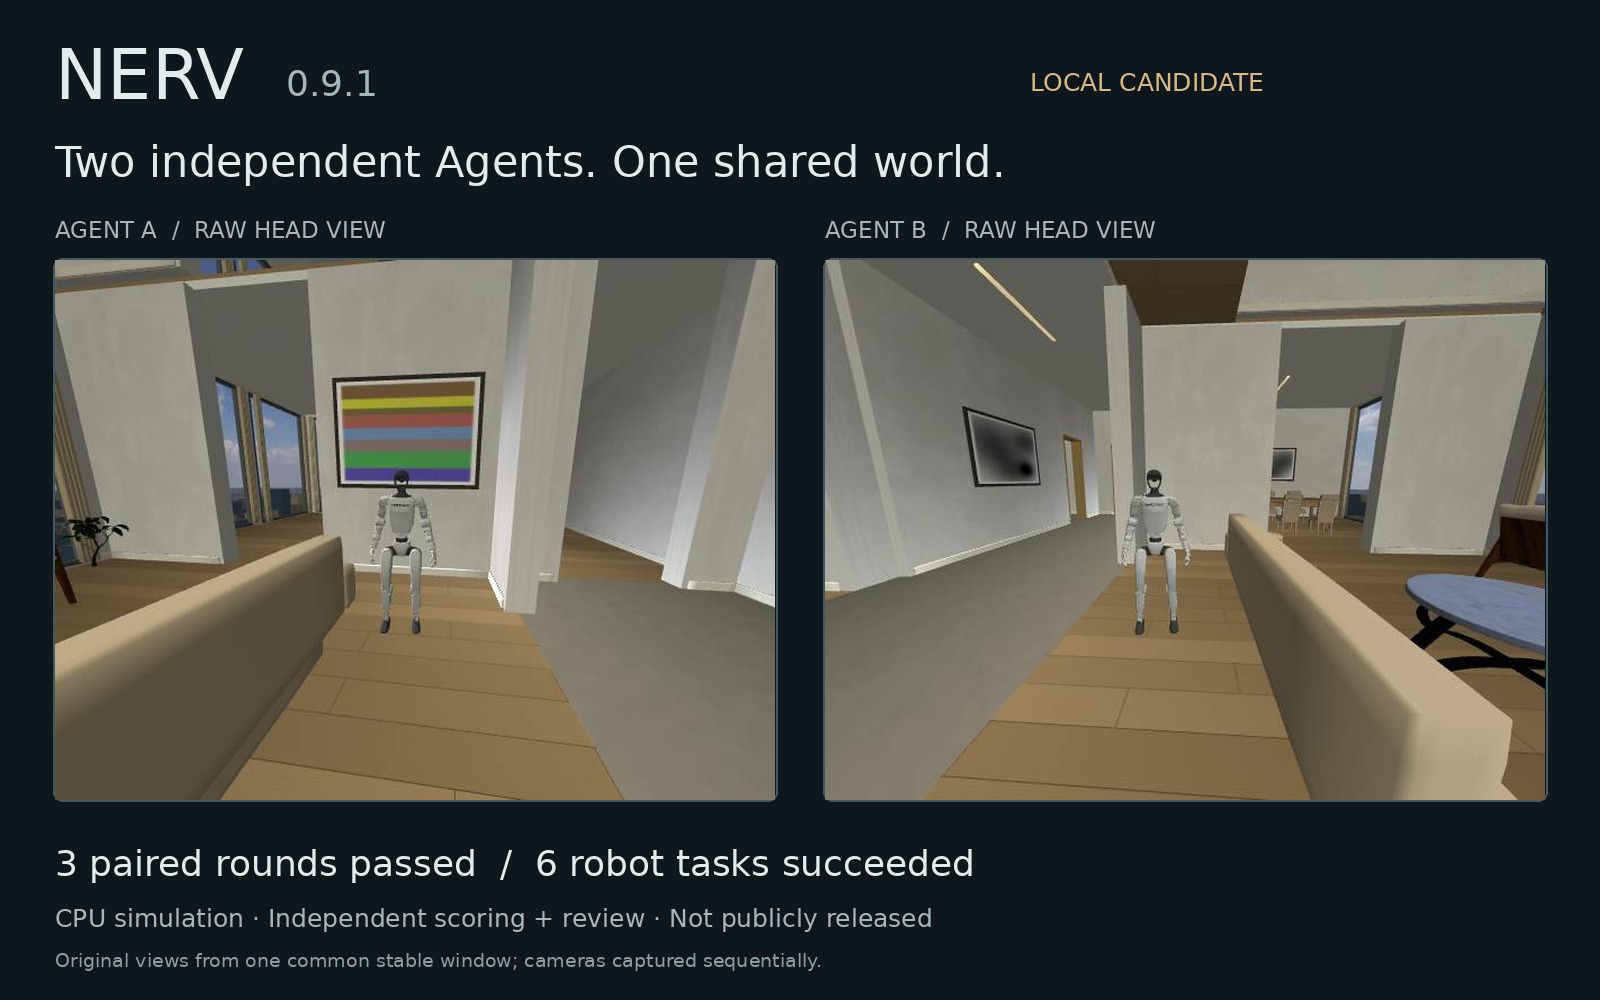 NERV 0.9.1 LOCAL CANDIDATE
Two independent Agents. One shared world.
AGENT A / RAW HEAD VIEW
AGENT B / RAW HEAD VIEW
3 paired rounds passed / 6 robot tasks succeeded
CPU simulation · Independent scoring + review · Not publicly released
Original views from one common stable window; cameras captured sequentially.